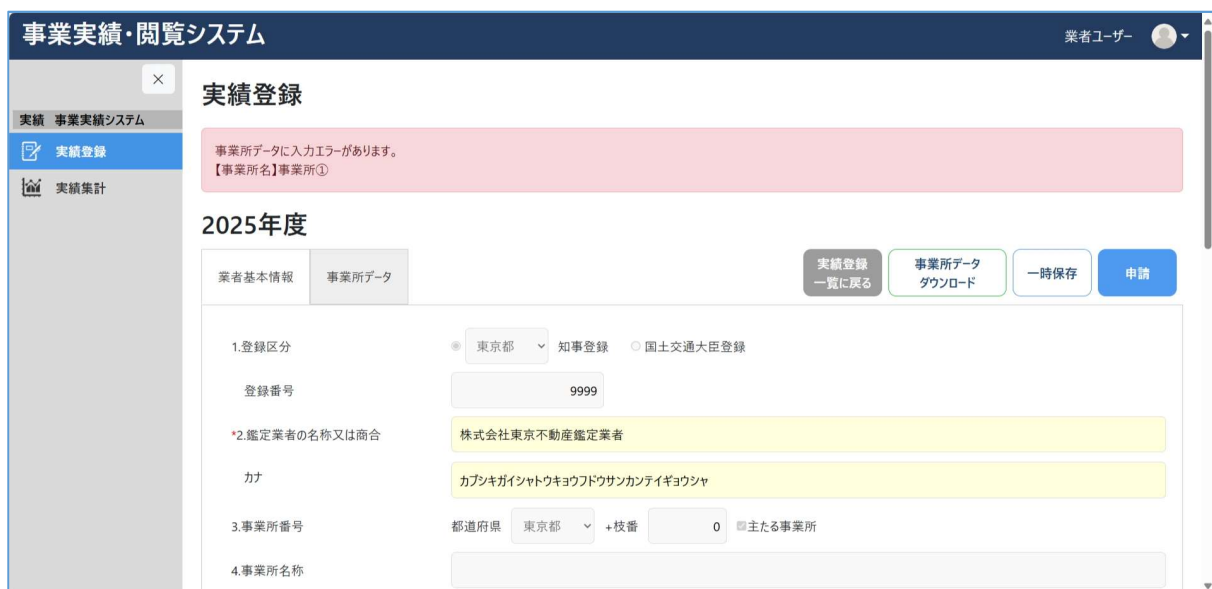 事業実績・閲覧システム
業者ユーザー
×
実績 事業実績システム
実績登録
実績集計
実績登録
事業所データに入力エラーがあります。
【事業所名】事業所①
2025年度
業者基本情報 事業所データ
実績登録
一覧に戻る
事業所データ
ダウンロード
一時保存
申請
1.登録区分 東京都 知事登録 国土交通大臣登録
登録番号 9999
*2.鑑定業者の名称又は商合 株式会社東京不動産鑑定業者
カナ カブシキガイシャトウキョウフドウサンカンテイギョウシャ
3.事業所番号 都道府県 東京都 +枝番 0 主たる事業所
4.事業所名称